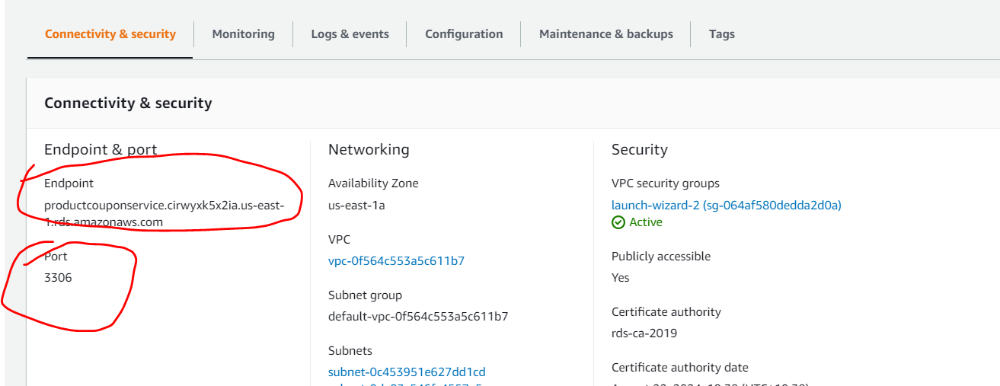 Connectivity & security
Monitoring
Logs & events
Configuration
Maintenance & backups
Tags
Connectivity & security
Endpoint & port
Endpoint
productcouponservice.cirwyxk5x2ia.us-east-
1.rds.amazonaws.com
Port
3306
Networking
Availability Zone
us-east-1a
VPC
vpc-0f564c553a5c611b7
Subnet group
default-vpc-0f564c553a5c611b7
Subnets
subnet-0c453951e627dd1cd
Security
VPC security groups
launch-wizard-2 (sg-064af580dedda2d0a)
Active
Publicly accessible
Yes
Certificate authority
rds-ca-2019
Certificate authority date